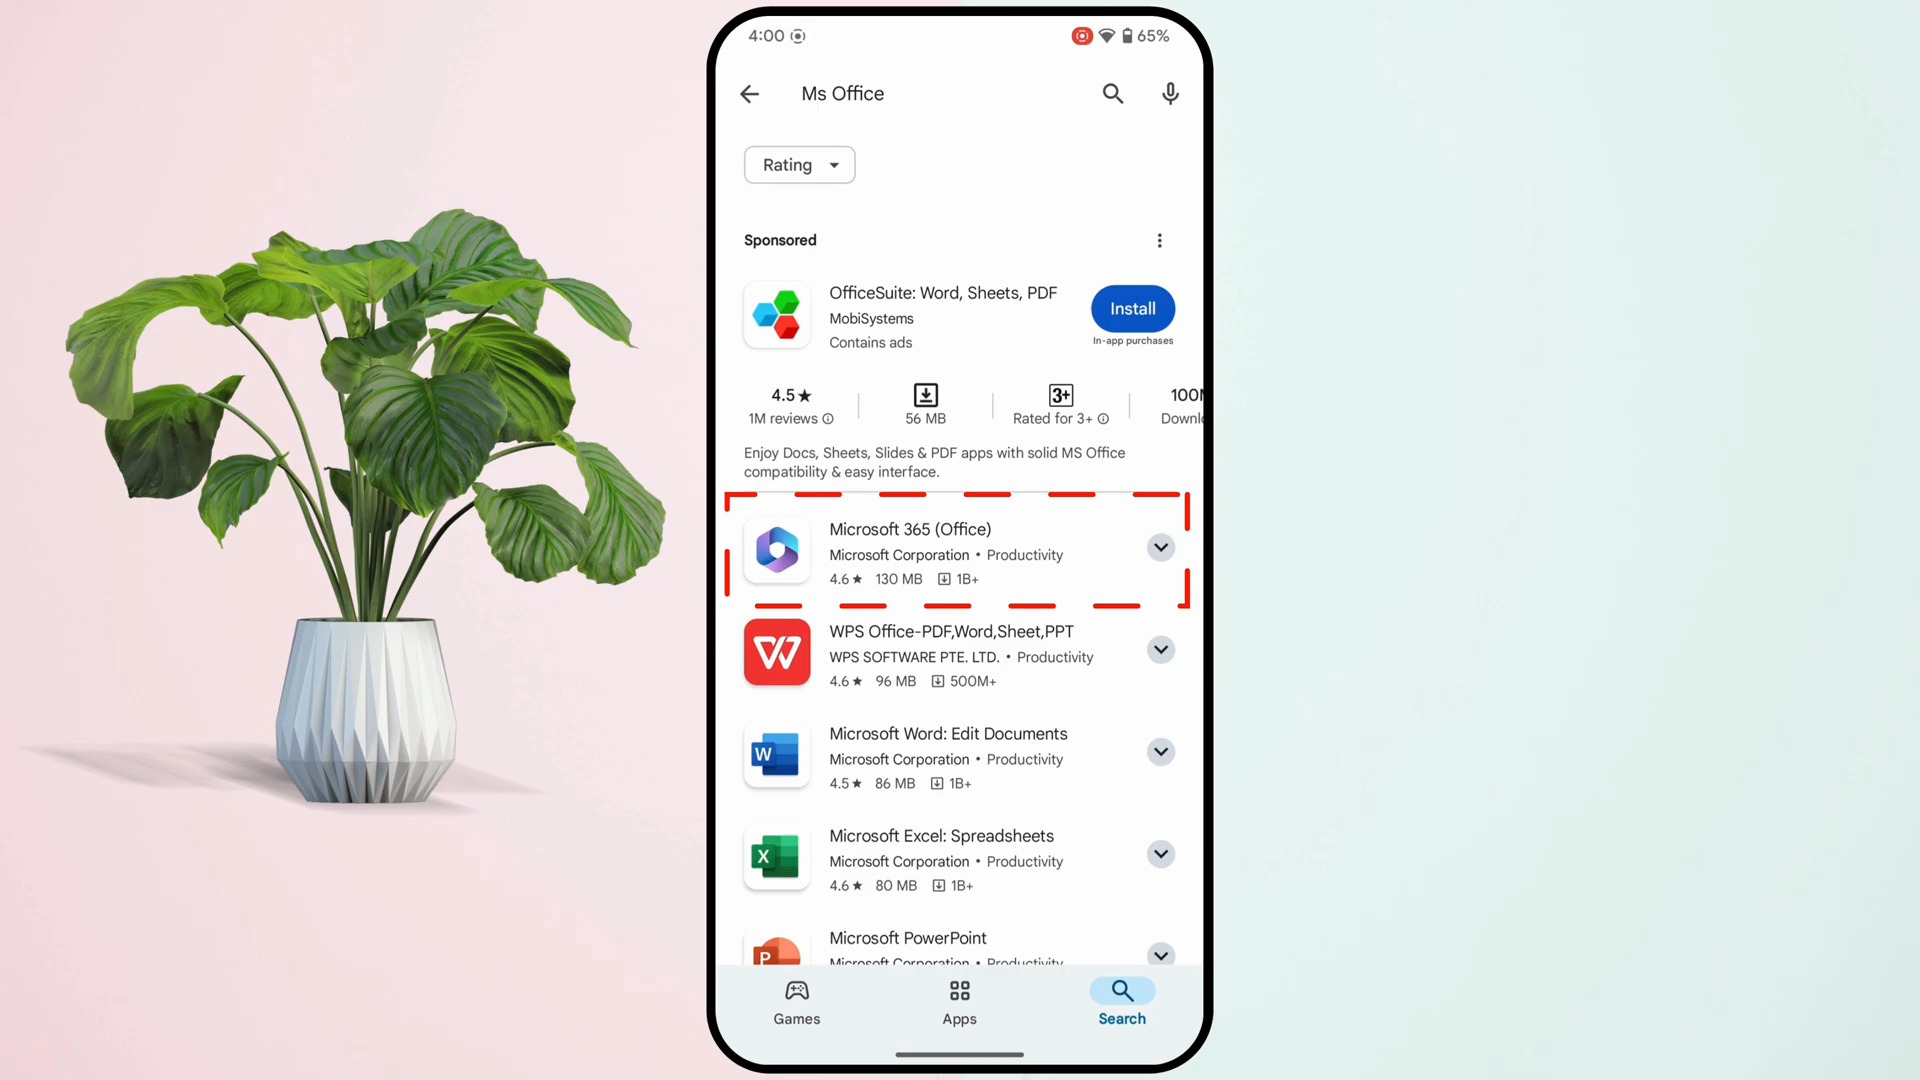 4:00
65%
Ms Office
Rating
Sponsored
OfficeSuite: Word, Sheets, PDF
MobiSystems
Contains ads
Install
In-app purchases
4.5★
1M reviews
56 MB
3+
Rated for 3+
100M
Downlo
Enjoy Docs, Sheets, Slides & PDF apps with solid MS Office
compatibility & easy interface.
Microsoft 365 (Office)
Microsoft Corporation • Productivity
4.6★ 130 MB 1B+
WPS Office-PDF,Word,Sheet,PPT
WPS SOFTWARE PTE. LTD. • Productivity
4.6★ 96 MB 500M+
W
Microsoft Word: Edit Documents
Microsoft Corporation • Productivity
4.5★ 86 MB 1B+
X
Microsoft Excel: Spreadsheets
Microsoft Corporation • Productivity
4.6★ 80 MB 1B+
P
Microsoft PowerPoint
Microsoft Corporation • Productivity
Games
Apps
Search